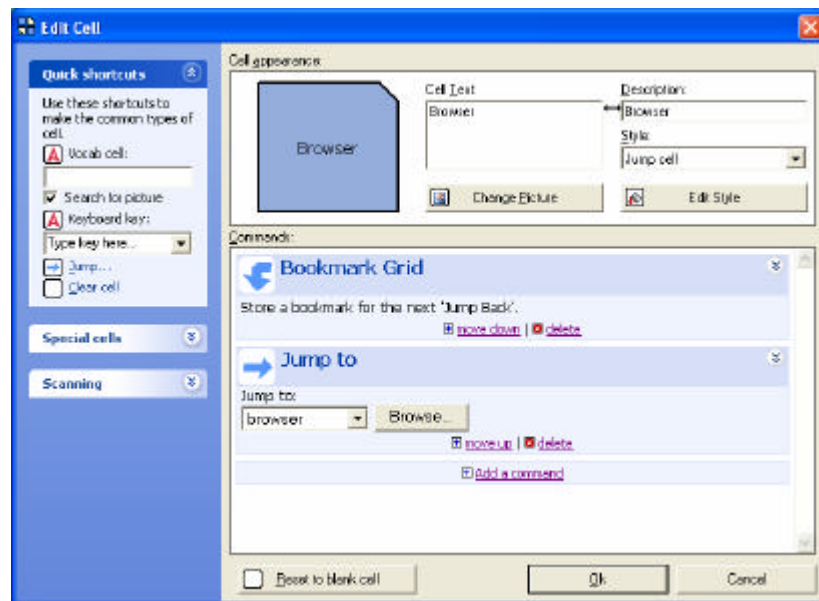 Edit Cell
Quick shortcuts
Use these shortcuts to
make the common types of
cell.
Vocab cell:
Search for picture
Keyboard key:
Type key here...
Jump...
Clear cell
Special cells
Scanning
Cell appearance:
Browser
Cell Text
Browser
Description:
Browser
Style:
Jump cell
Change Picture
Edit Style
Commands:
Bookmark Grid
Store a bookmark for the next 'Jump Back'.
move down | delete
Jump to
Jump to:
browser
Browse...
move up | delete
Add a command
Reset to blank cell
Ok
Cancel